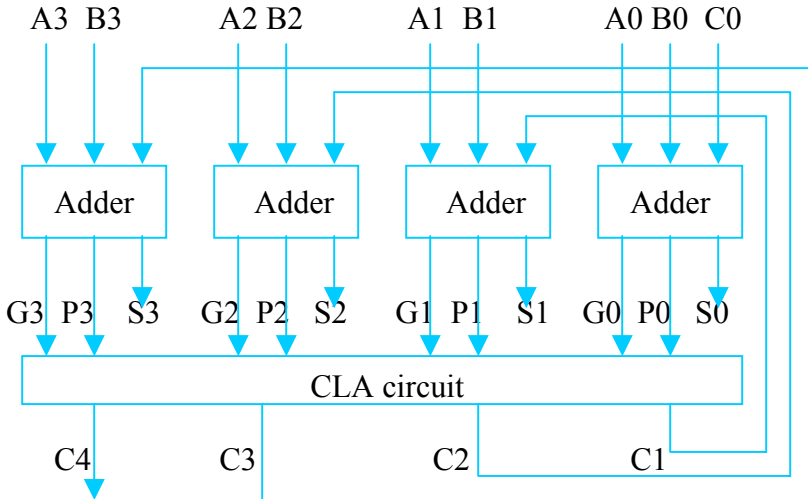 A3 B3 A2 B2 A1 B1 A0 B0 C0
Adder Adder Adder Adder
G3 P3 S3 G2 P2 S2 G1 P1 S1 G0 P0 S0
CLA circuit
C4 C3 C2 C1